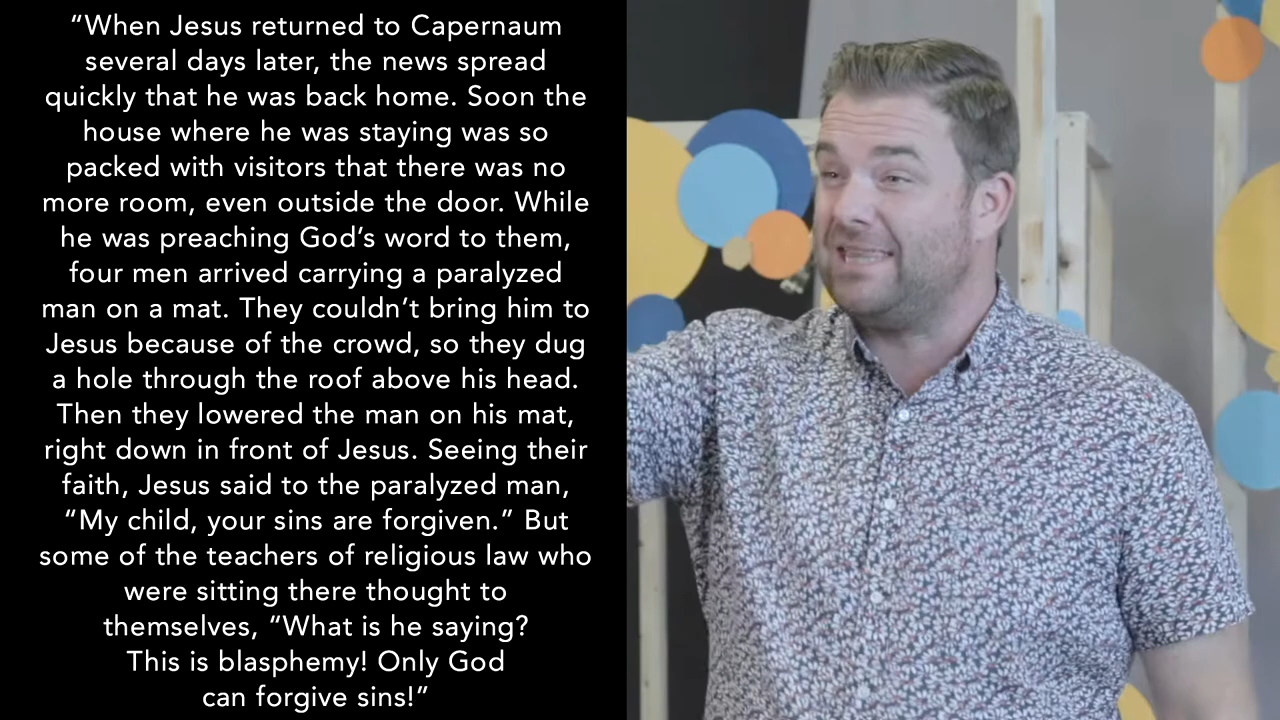 “When Jesus returned to Capernaum
several days later, the news spread
quickly that he was back home. Soon the
house where he was staying was so
packed with visitors that there was no
more room, even outside the door. While
he was preaching God’s word to them,
four men arrived carrying a paralyzed
man on a mat. They couldn’t bring him to
Jesus because of the crowd, so they dug
a hole through the roof above his head.
Then they lowered the man on his mat,
right down in front of Jesus. Seeing their
faith, Jesus said to the paralyzed man,
“My child, your sins are forgiven.” But
some of the teachers of religious law who
were sitting there thought to
themselves, “What is he saying?
This is blasphemy! Only God
can forgive sins!”